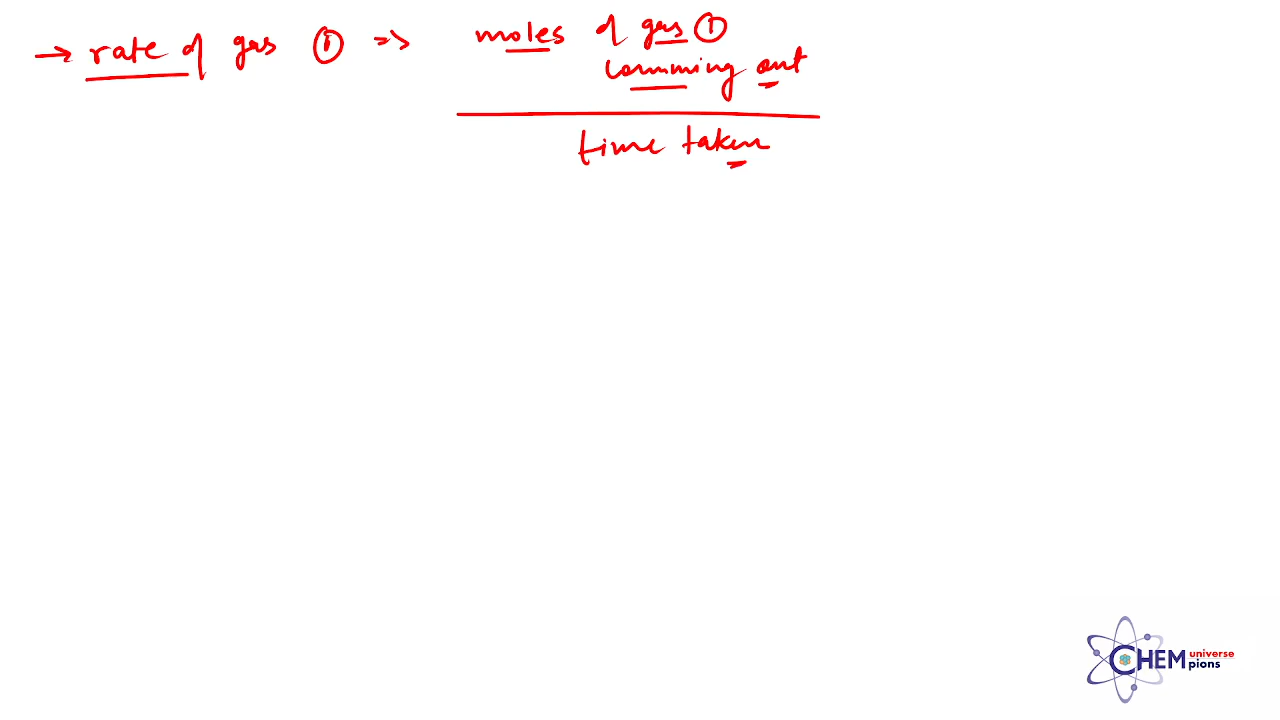 → rate of gas ① => moles of gas ①
comming out
time taken
CHEM universe
pions